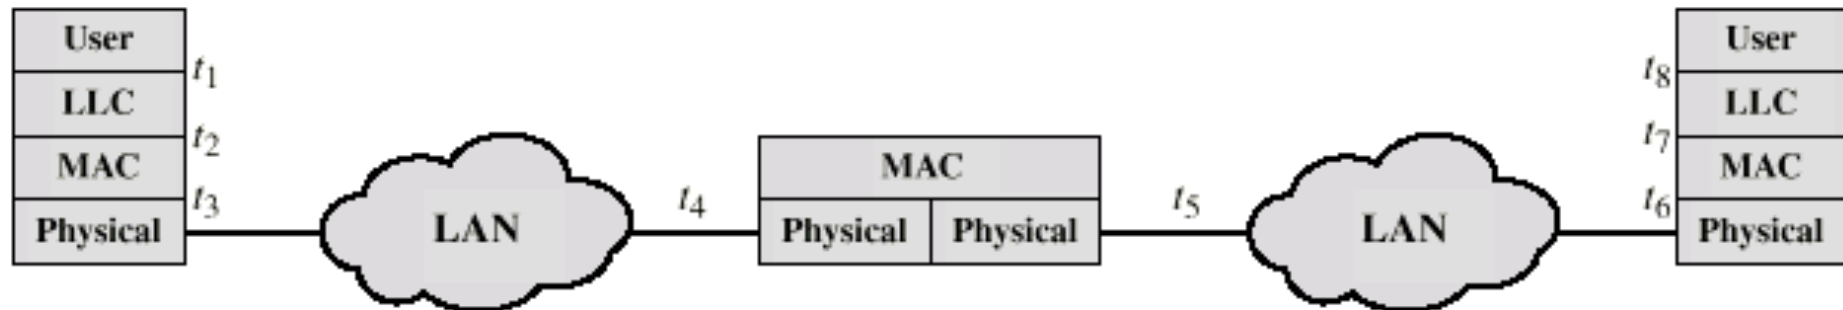 User
t1
LLC
t2
MAC
t3
Physical
LAN
t4
MAC
Physical
Physical
t5
LAN
User
t8
LLC
t7
MAC
t6
Physical